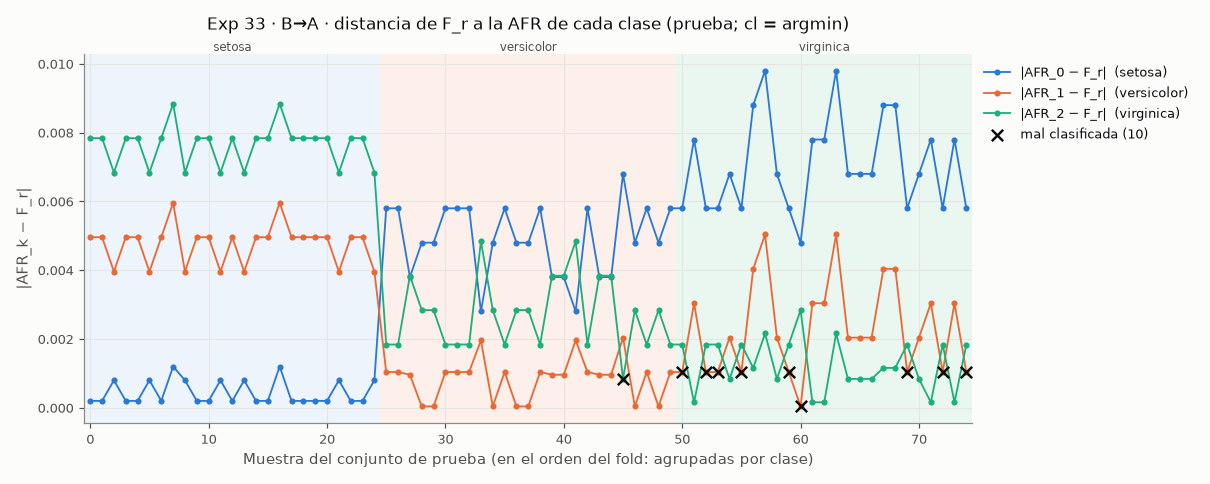 Exp 33 · B→A · distancia de F_r a la AFR de cada clase (prueba; cl = argmin)
setosa
versicolor
virginica
|AFR_0 − F_r|  (setosa)
|AFR_1 − F_r|  (versicolor)
|AFR_2 − F_r|  (virginica)
mal clasificada (10)
|AFR_k − F_r|
0.010
0.008
0.006
0.004
0.002
0.000
0
10
20
30
40
50
60
70
Muestra del conjunto de prueba (en el orden del fold: agrupadas por clase)